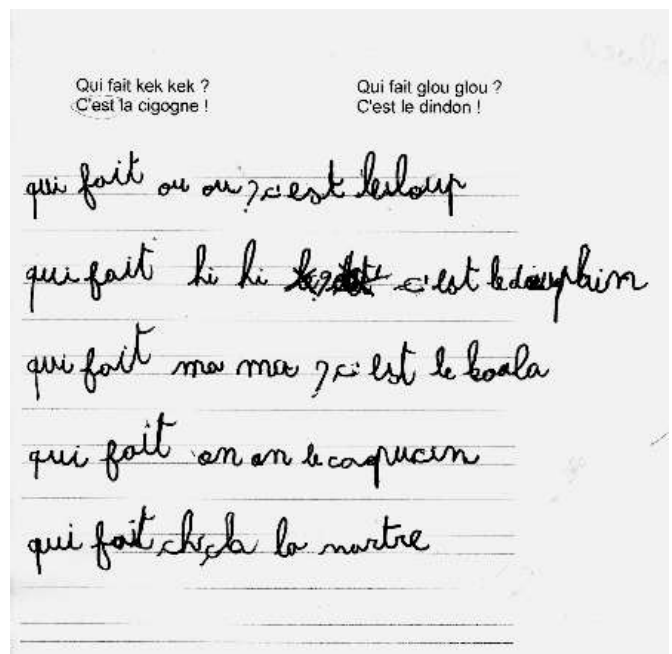 Qui fait kek kek ?
C'est la cigogne !
Qui fait glou glou ?
C'est le dindon !
qui fait ou ou ? c'est le loup
qui fait hi hi c'est le dauphin
qui fait ma ma ? c'est le koala
qui fait an an le capucin
qui fait la martre